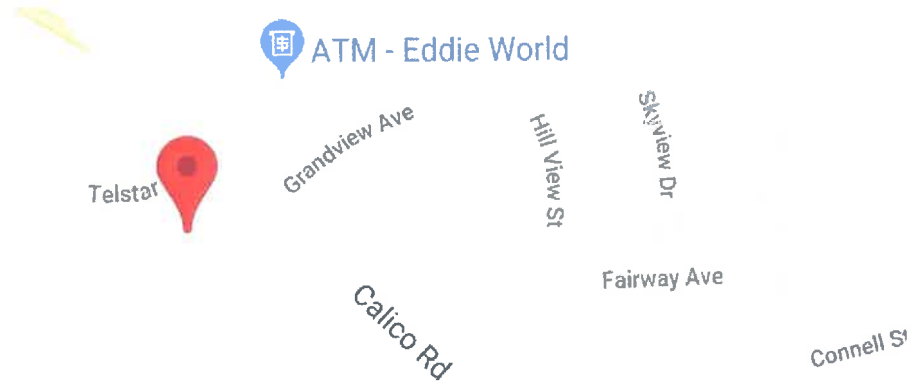 ATM - Eddie World
Grandview Ave
Hill View St
Skyview Dr
Telstar
Fairway Ave
Calico Rd
Connell St